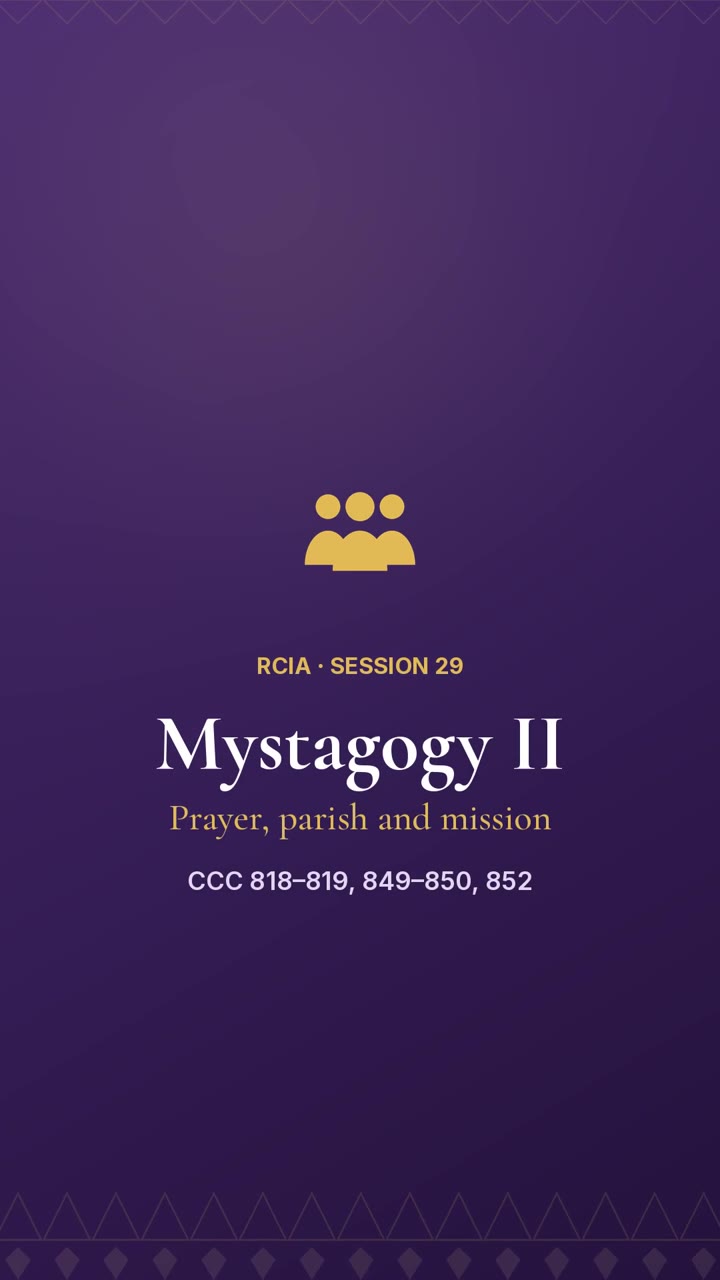 RCIA · SESSION 29
Mystagogy II
Prayer, parish and mission
CCC 818–819, 849–850, 852